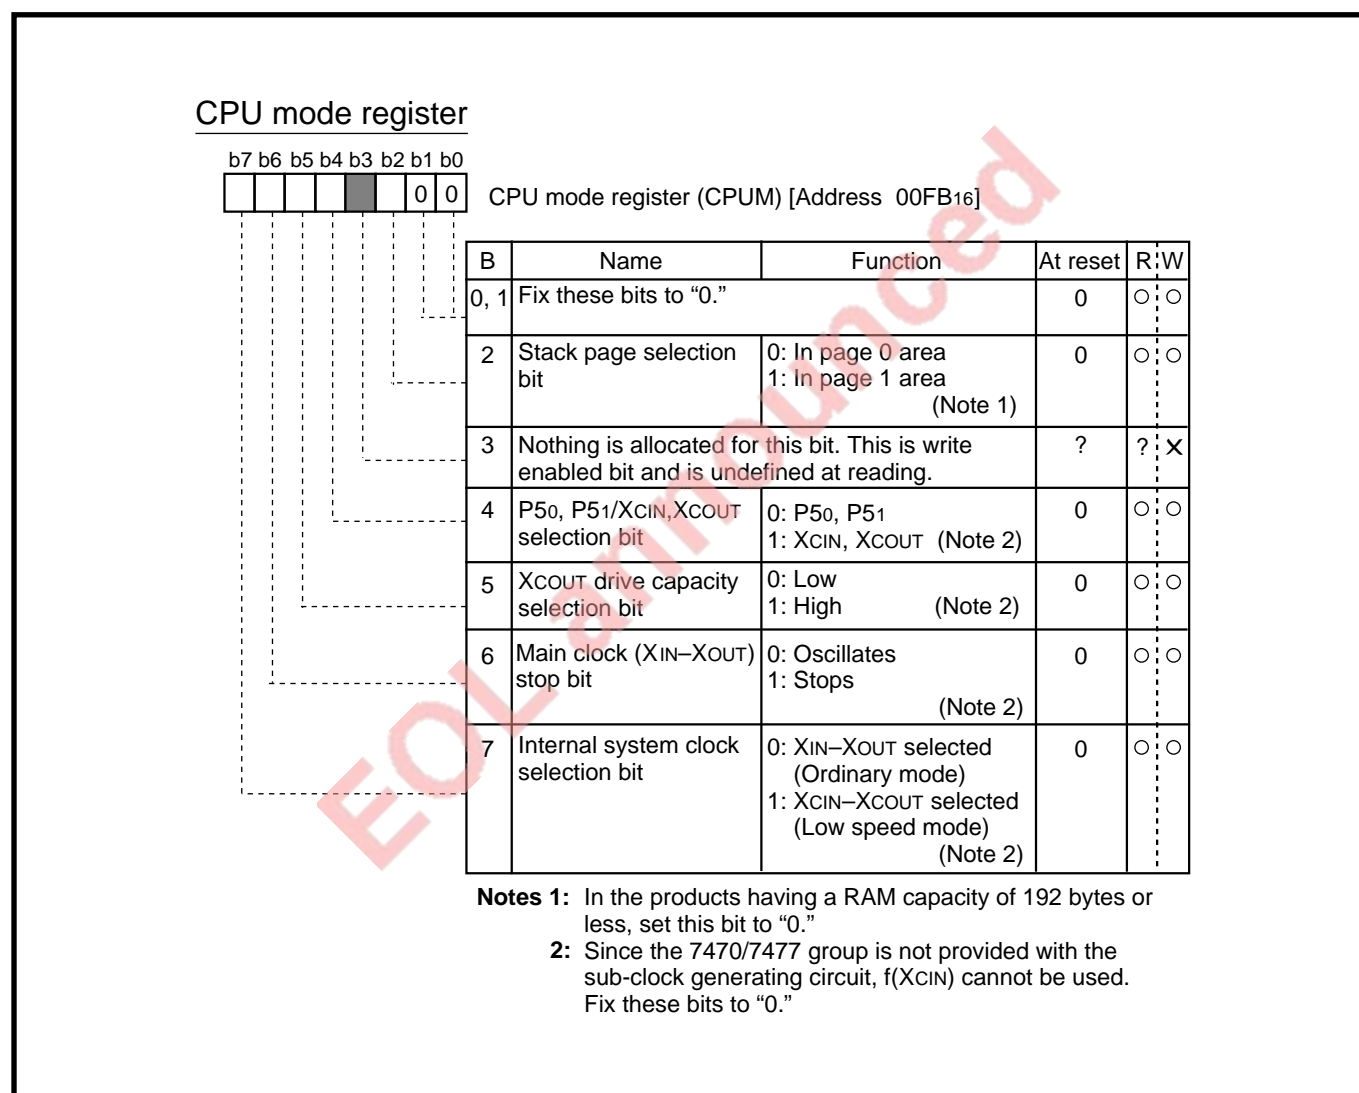 CPU mode register
b7 b6 b5 b4 b3 b2 b1 b0
0 0
CPU mode register (CPUM) [Address 00FB16]
B Name Function At reset R W
0, 1 Fix these bits to “0.” 0 ○ ○
2 Stack page selection bit 0: In page 0 area 0 ○ ○
1: In page 1 area
(Note 1)
3 Nothing is allocated for this bit. This is write ? ? ×
enabled bit and is undefined at reading.
4 P50, P51/XCIN,XCOUT 0: P50, P51 0 ○ ○
selection bit 1: XCIN, XCOUT (Note 2)
5 XCOUT drive capacity 0: Low 0 ○ ○
selection bit 1: High (Note 2)
6 Main clock (XIN–XOUT) 0: Oscillates 0 ○ ○
stop bit 1: Stops
(Note 2)
7 Internal system clock 0: XIN–XOUT selected 0 ○ ○
selection bit (Ordinary mode)
1: XCIN–XCOUT selected
(Low speed mode)
(Note 2)
Notes 1: In the products having a RAM capacity of 192 bytes or
less, set this bit to “0.”
2: Since the 7470/7477 group is not provided with the
sub-clock generating circuit, f(XCIN) cannot be used.
Fix these bits to “0.”
EOL announced